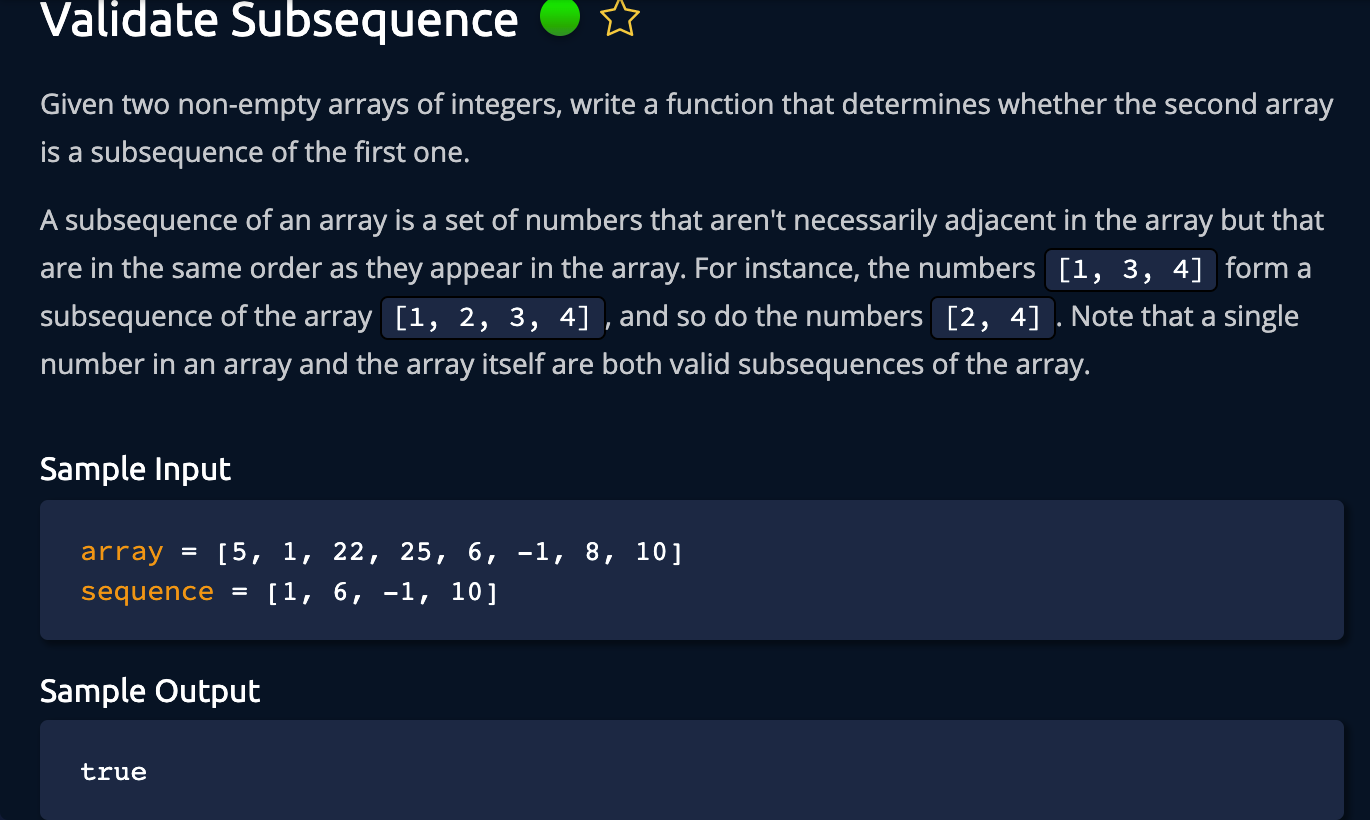 Validate Subsequence
Given two non-empty arrays of integers, write a function that determines whether the second array
is a subsequence of the first one.
A subsequence of an array is a set of numbers that aren't necessarily adjacent in the array but that
are in the same order as they appear in the array. For instance, the numbers [1, 3, 4] form a
subsequence of the array [1, 2, 3, 4] , and so do the numbers [2, 4] . Note that a single
number in an array and the array itself are both valid subsequences of the array.
Sample Input
array = [5, 1, 22, 25, 6, -1, 8, 10]
sequence = [1, 6, -1, 10]
Sample Output
true